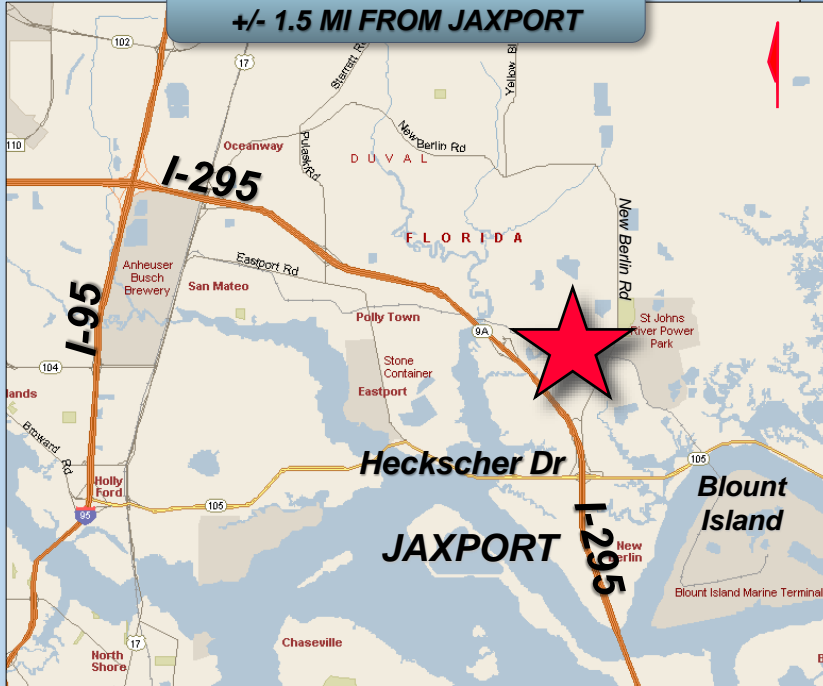 +/- 1.5 MI FROM JAXPORT
102
17
Starratt Rd
Yellow Bl
110
Oceanway
Pulaski Rd
New Berlin Rd
DUVAL
I-295
FLORIDA
New Berlin Rd
Anheuser
Busch
Brewery
Eastport Rd
San Mateo
I-95
Polly Town
9A
St Johns
River Power
Park
Stone
Container
104
Eastport
lands
Broward Rd
Heckscher Dr
105
Holly
Ford
Blount
Island
105
95
I-295
JAXPORT
New
Berlin
Blount Island Marine Terminal
17
Chaseville
North
Shore